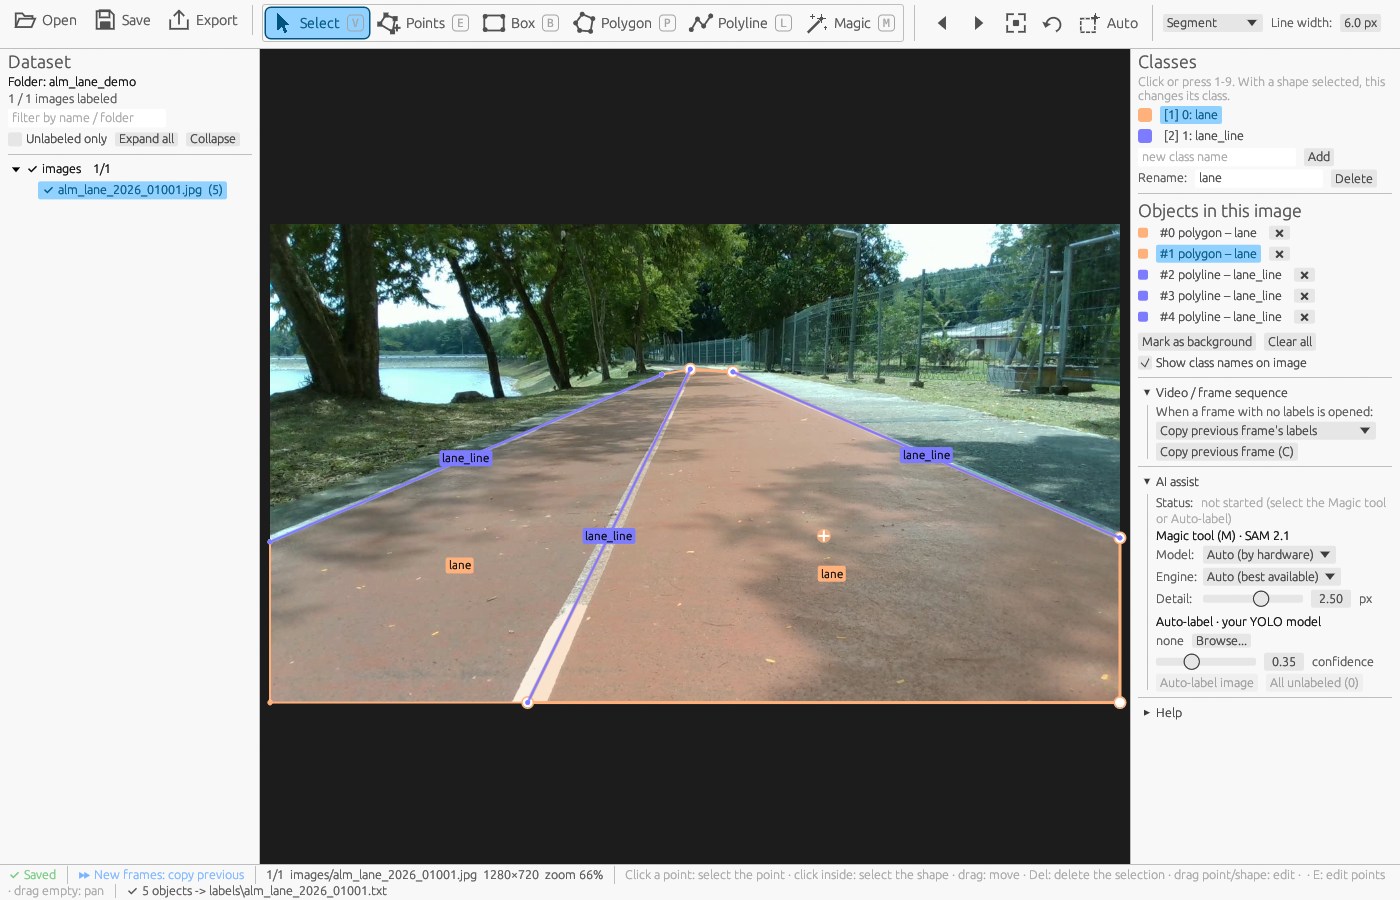 Open Save Export Select V Points E Box B Polygon P Polyline L Magic M Auto Segment Line width: 6.0 px
Dataset
Folder: alm_lane_demo
1 / 1 images labeled
filter by name / folder
Unlabeled only Expand all Collapse
images 1/1
alm_lane_2026_01001.jpg (5)
lane_line
lane_line
lane_line
lane
lane
Classes
Click or press 1-9. With a shape selected, this
changes its class.
[1] 0: lane
[2] 1: lane_line
new class name Add
Rename: lane Delete
Objects in this image
#0 polygon – lane
#1 polygon – lane
#2 polyline – lane_line
#3 polyline – lane_line
#4 polyline – lane_line
Mark as background Clear all
Show class names on image
Video / frame sequence
When a frame with no labels is opened:
Copy previous frame's labels
Copy previous frame (C)
AI assist
Status: not started (select the Magic tool
or Auto-label)
Magic tool (M) · SAM 2.1
Model: Auto (by hardware)
Engine: Auto (best available)
Detail: 2.50 px
Auto-label · your YOLO model
none Browse...
0.35 confidence
Auto-label image All unlabeled (0)
Help
Saved New frames: copy previous 1/1 images/alm_lane_2026_01001.jpg 1280×720 zoom 66% Click a point: select the point · click inside: select the shape · drag: move · Del: delete the selection · drag point/shape: edit · · E: edit points
· drag empty: pan 5 objects -> labels\alm_lane_2026_01001.txt